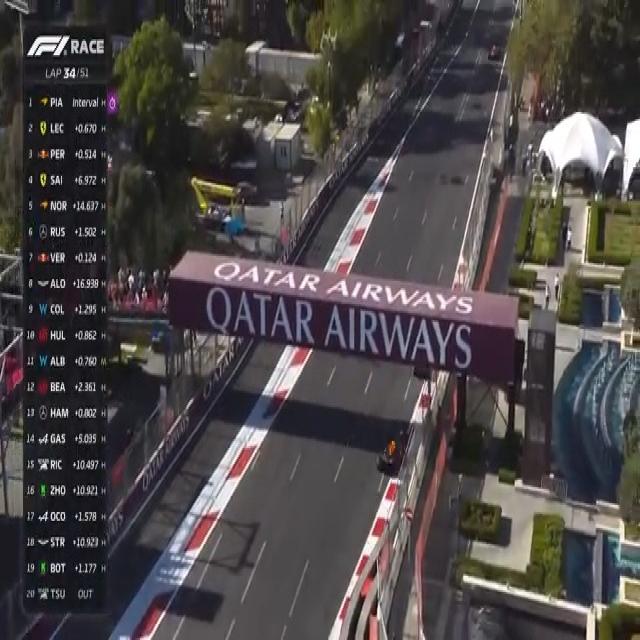 F1 RACE
LAP 34/51
1 PIA Interval H
2 LEC +0.670 H
3 PER +0.514 H
4 SAI +6.972 H
5 NOR +14.637 H
6 RUS +1.502 H
7 VER +0.124 H
8 ALO +16.938 H
9 COL +1.295 H
10 HUL +0.862 H
11 ALB +0.760 M
12 BEA +2.361 H
13 HAM +0.802 H
14 GAS +5.035 H
15 RIC +10.497 H
16 ZHO +10.921 H
17 OCO +1.578 H
18 STR +10.923 H
19 BOT +1.177 H
20 TSU OUT
QATAR AIRWAYS
QATAR AIRWAYS
QATAR AIRWAYS